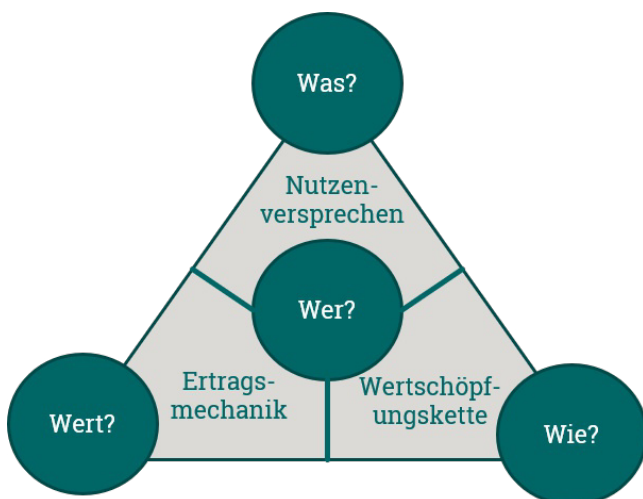 Was?
Nutzen-
versprechen
Wer?
Ertrags-
mechanik
Wertschöpf-
ungskette
Wert?
Wie?